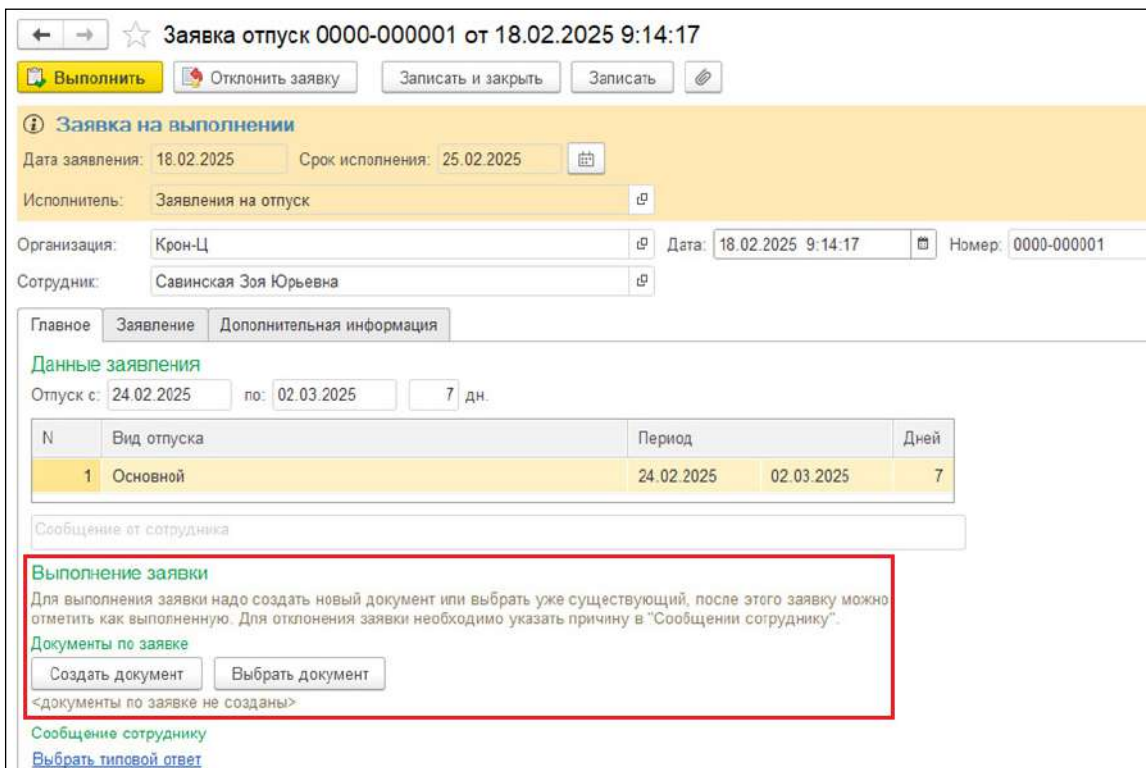 Заявка отпуск 0000-000001 от 18.02.2025 9:14:17
Выполнить Отклонить заявку Записать и закрыть Записать
Заявка на выполнении
Дата заявления: 18.02.2025 Срок исполнения: 25.02.2025
Исполнитель: Заявления на отпуск
Организация: Крон-Ц Дата: 18.02.2025 9:14:17 Номер: 0000-000001
Сотрудник: Савинская Зоя Юрьевна
Главное Заявление Дополнительная информация
Данные заявления
Отпуск с: 24.02.2025 по: 02.03.2025 7 дн.
N Вид отпуска Период Дней
1 Основной 24.02.2025 02.03.2025 7
Сообщение от сотрудника
Выполнение заявки
Для выполнения заявки надо создать новый документ или выбрать уже существующий, после этого заявку можно
отметить как выполненную. Для отклонения заявки необходимо указать причину в "Сообщении сотруднику".
Документы по заявке
Создать документ Выбрать документ
<документы по заявке не созданы>
Сообщение сотруднику
Выбрать типовой ответ